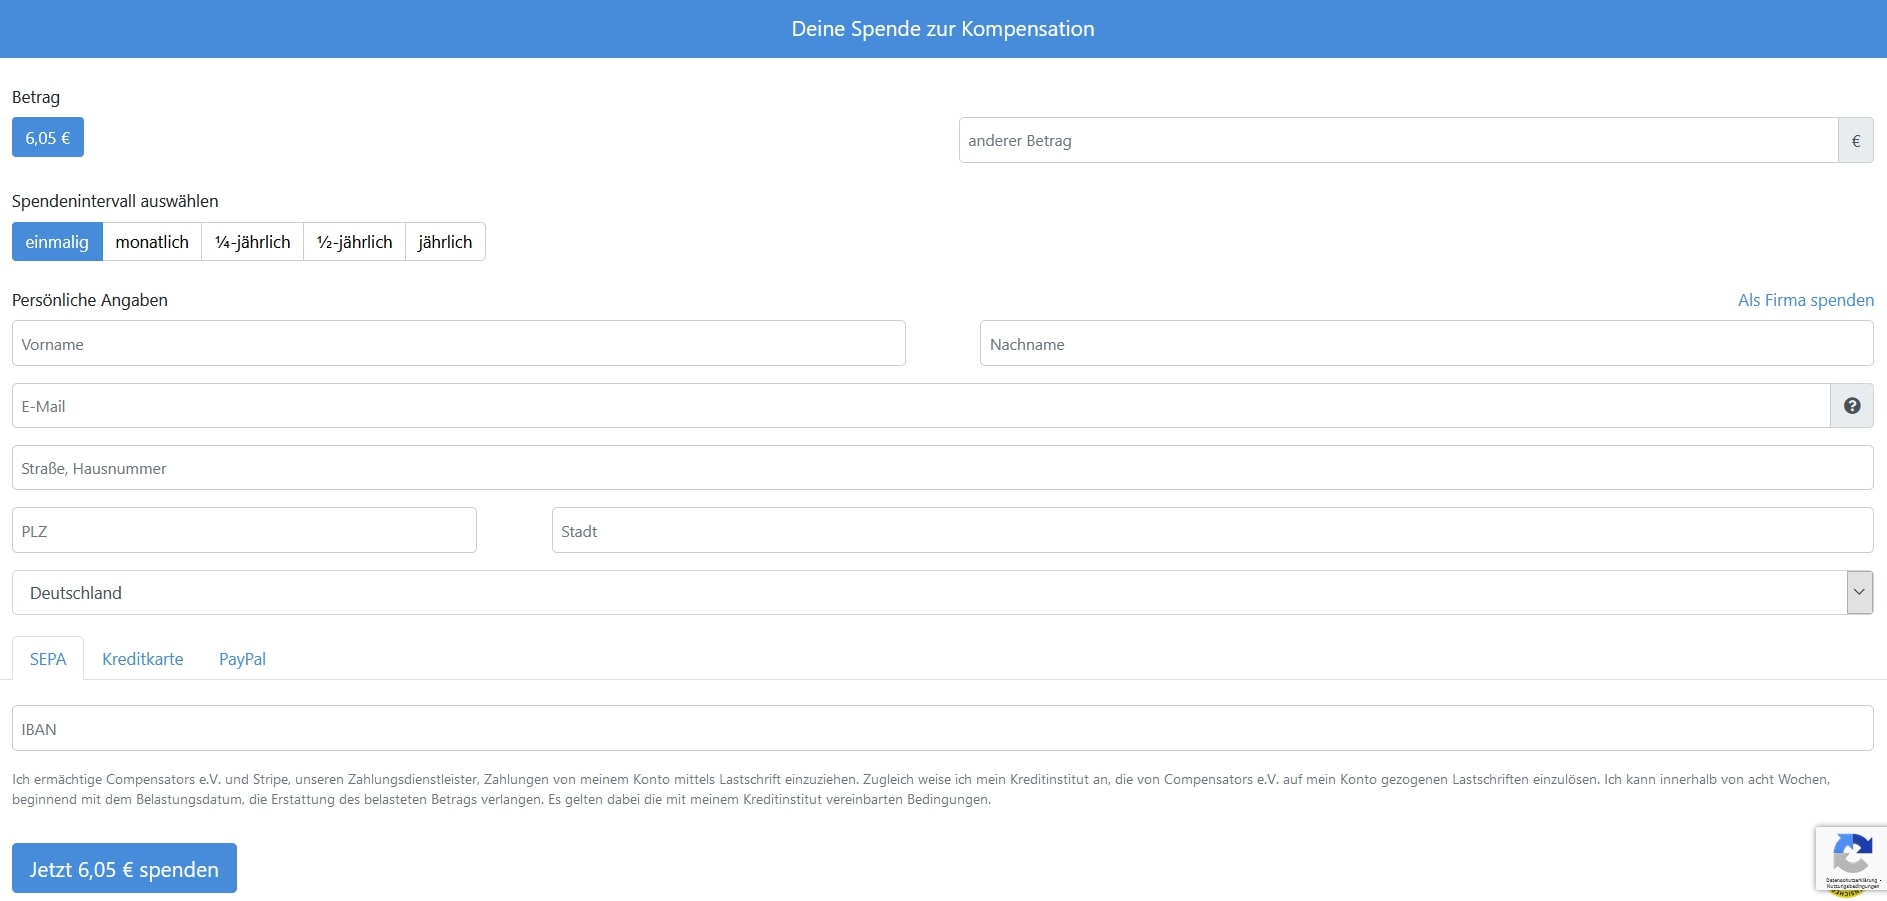 Deine Spende zur Kompensation
Betrag
6,05 €
anderer Betrag
€
Spendenintervall auswählen
einmalig monatlich ¼-jährlich ½-jährlich jährlich
Persönliche Angaben
Als Firma spenden
Vorname
Nachname
E-Mail
?
Straße, Hausnummer
PLZ
Stadt
Deutschland
SEPA Kreditkarte PayPal
IBAN
Ich ermächtige Compensators e.V. und Stripe, unseren Zahlungsdienstleister, Zahlungen von meinem Konto mittels Lastschrift einzuziehen. Zugleich weise ich mein Kreditinstitut an, die von Compensators e.V. auf mein Konto gezogenen Lastschriften einzulösen. Ich kann innerhalb von acht Wochen,
beginnend mit dem Belastungsdatum, die Erstattung des belasteten Betrags verlangen. Es gelten dabei die mit meinem Kreditinstitut vereinbarten Bedingungen.
Jetzt 6,05 € spenden
Datenschutzerklärung •
Nutzungsbedingungen